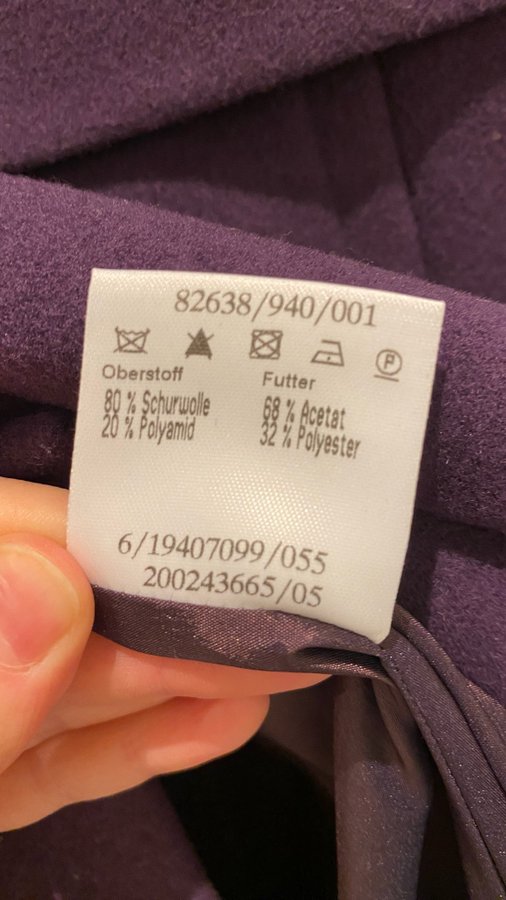 82638/940/001
P
Oberstoff Futter
80 % Schurwolle 68 % Acetat
20 % Polyamid 32 % Polyester
6/19407099/055
200243665/05